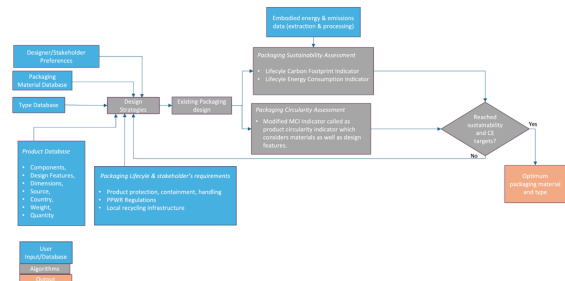 Embodied energy & emissions
data (extraction & processing)
Designer/Stakeholder
Preferences
Packaging
Material Database
Type Database
Design
Strategies
Existing Packaging
design
Packaging Sustainability Assessment
• Lifecyle Carbon Footprint Indicator
• Lifecyle Energy Consumption Indicator
Packaging Circularity Assessment
• Modified MCI indicator called as
product circularity indicator which
considers materials as well as design
features.
Reached
sustainability
and CE
targets?
Yes
No
Product Database
• Components,
• Design Features,
• Dimensions,
• Source,
• Country,
• Weight,
• Quantity
Packaging Lifecyle & stakeholder's requirements
• Product protection, containment, handling
• PPWR Regulations
• Local recycling infrastructure
Optimum
packaging material
and type
User
Input/Database
Algorithms
Output